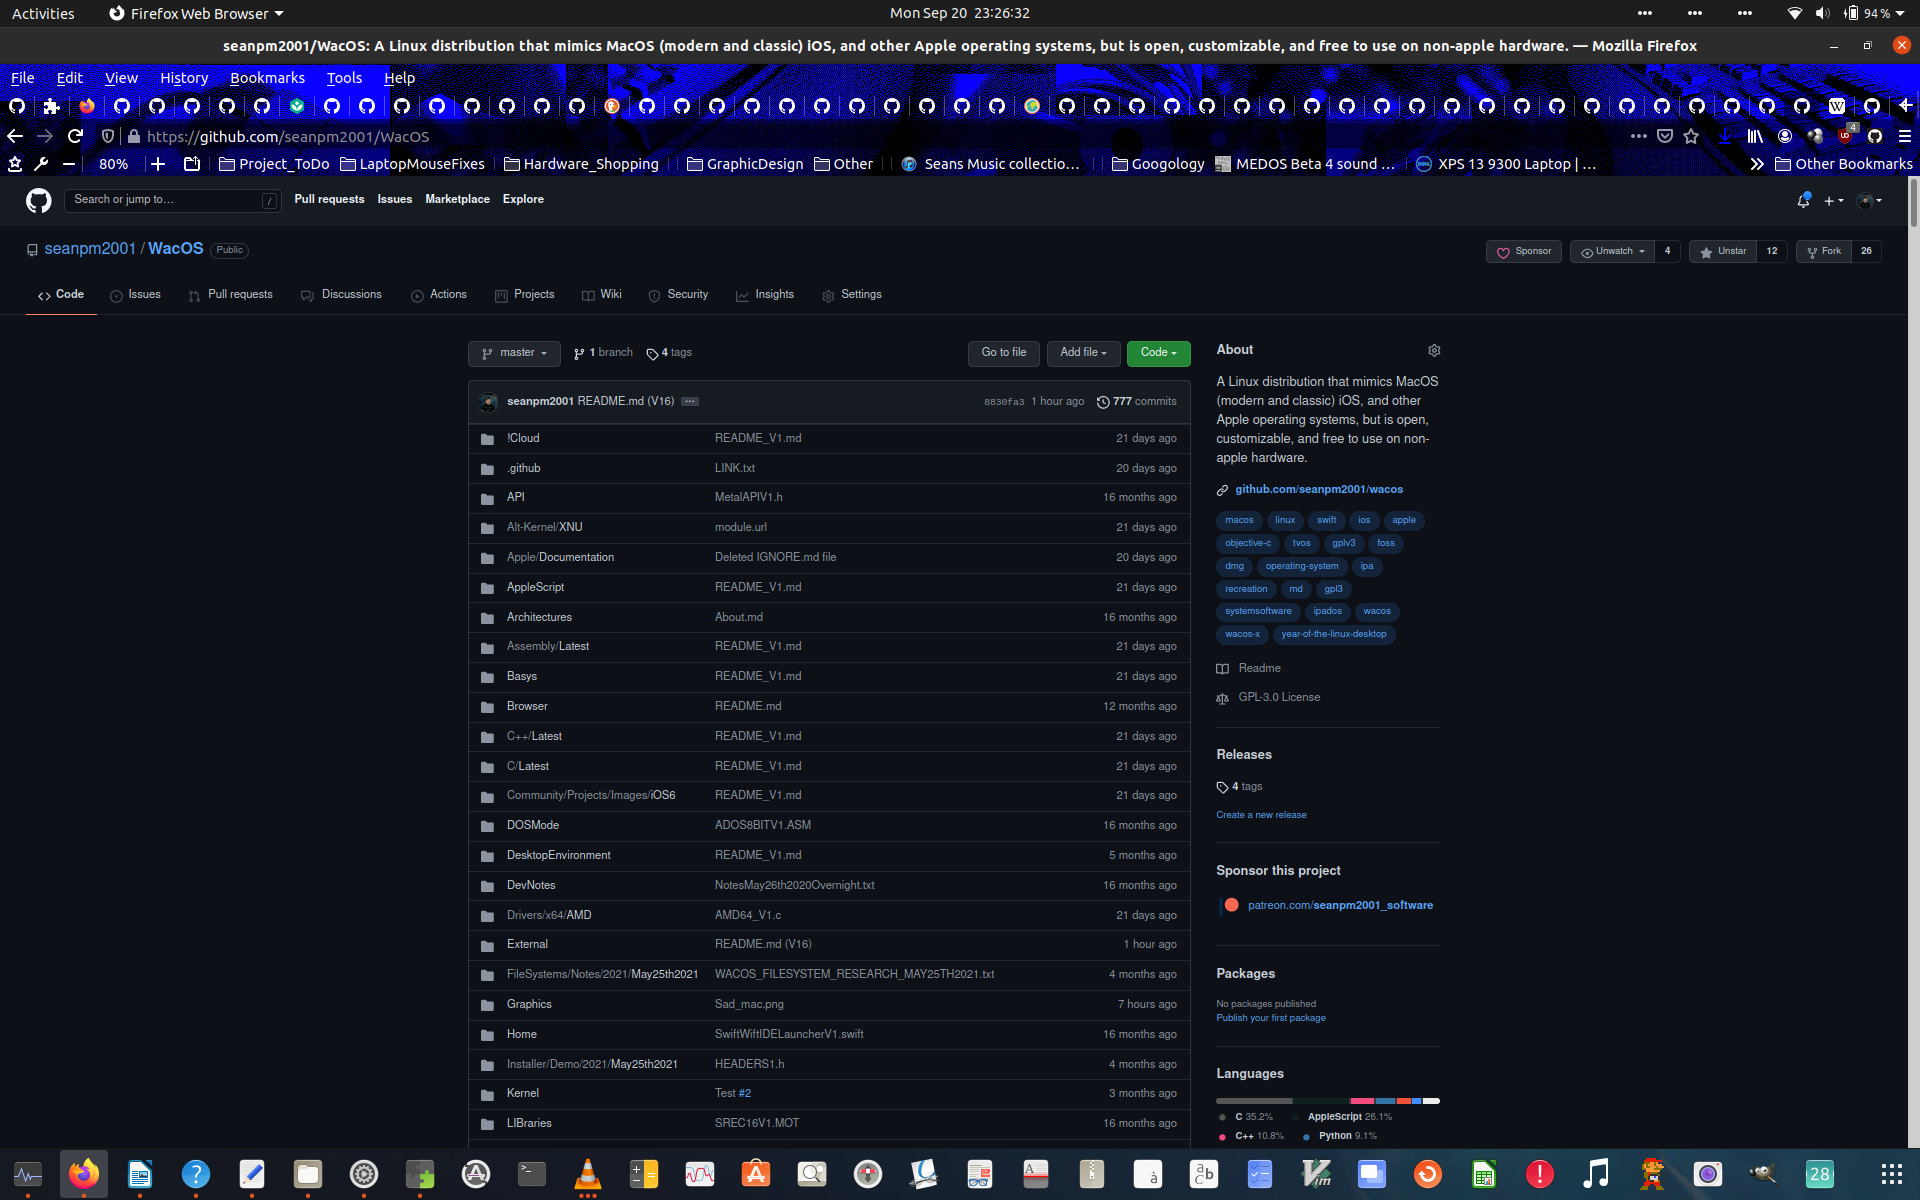 Activities Firefox Web Browser Mon Sep 20 23:26:32 94 %
seanpm2001/WacOS: A Linux distribution that mimics MacOS (modern and classic) iOS, and other Apple operating systems, but is open, customizable, and free to use on non-apple hardware. — Mozilla Firefox
File Edit View History Bookmarks Tools Help
https://github.com/seanpm2001/WacOS 4
80% Project_ToDo LaptopMouseFixes Hardware_Shopping GraphicDesign Other Seans Music collectio… Googology MEDOS Beta 4 sound … XPS 13 9300 Laptop | … Other Bookmarks
Search or jump to… / Pull requests Issues Marketplace Explore
seanpm2001 / WacOS Public Sponsor Unwatch 4 Unstar 12 Fork 26
Code Issues Pull requests Discussions Actions Projects Wiki Security Insights Settings
master 1 branch 4 tags Go to file Add file Code
seanpm2001 README.md (V16) ... 8830fa3 1 hour ago 777 commits
!Cloud README_V1.md 21 days ago
.github LINK.txt 20 days ago
API MetalAPIV1.h 16 months ago
Alt-Kernel/XNU module.url 21 days ago
Apple/Documentation Deleted IGNORE.md file 20 days ago
AppleScript README_V1.md 21 days ago
Architectures About.md 16 months ago
Assembly/Latest README_V1.md 21 days ago
Basys README_V1.md 21 days ago
Browser README.md 12 months ago
C++/Latest README_V1.md 21 days ago
C/Latest README_V1.md 21 days ago
Community/Projects/Images/iOS6 README_V1.md 21 days ago
DOSMode ADOS8BITV1.ASM 16 months ago
DesktopEnvironment README_V1.md 5 months ago
DevNotes NotesMay26th2020Overnight.txt 16 months ago
Drivers/x64/AMD AMD64_V1.c 21 days ago
External README.md (V16) 1 hour ago
FileSystems/Notes/2021/May25th2021 WACOS_FILESYSTEM_RESEARCH_MAY25TH2021.txt 4 months ago
Graphics Sad_mac.png 7 hours ago
Home SwiftWiftIDELauncherV1.swift 16 months ago
Installer/Demo/2021/May25th2021 HEADERS1.h 4 months ago
Kernel Test #2 3 months ago
LIBraries SREC16V1.MOT 16 months ago
About
A Linux distribution that mimics MacOS
(modern and classic) iOS, and other
Apple operating systems, but is open,
customizable, and free to use on non-
apple hardware.
github.com/seanpm2001/wacos
macos linux swift ios apple
objective-c tvos gplv3 foss
dmg operating-system ipa
recreation md gpl3
systemsoftware ipados wacos
wacos-x year-of-the-linux-desktop
Readme
GPL-3.0 License
Releases
4 tags
Create a new release
Sponsor this project
patreon.com/seanpm2001_software
Packages
No packages published
Publish your first package
Languages
C 35.2% AppleScript 26.1%
C++ 10.8% Python 9.1%
28